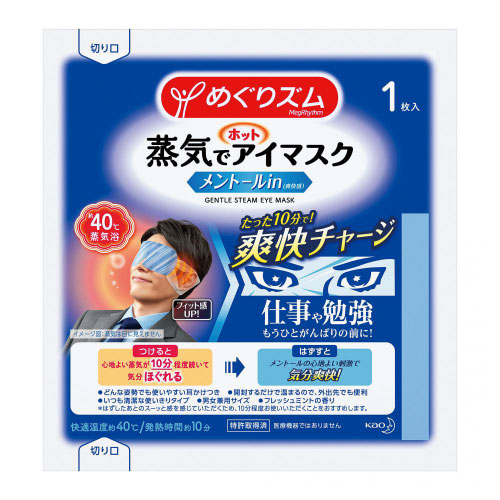 切り口
めぐりズム
MegRhythm
1枚入
ホット
蒸気でアイマスク
メントールin(爽快感)
GENTLE STEAM EYE MASK
約40℃
蒸気浴
たった10分で!
爽快チャージ
フィット感
UP!
イメージ図:蒸気は目に見えません
仕事や勉強
もうひとがんばりの前に!
つけると
心地よい蒸気が10分程度続いて
気分ほぐれる
はずすと
メントールの心地よい刺激で
気分爽快!
●どんな姿勢でも使いやすい耳かけつき ●開封するだけで温まるので、外出先でも便利
●いつも清潔な使いきりタイプ ●男女兼用サイズ ●フレッシュミントの香り
*はずしたあとのスーッと感を感じていただくため、10分程度お使いいただくことをおすすめします。
快適温度約40℃/発熱時間約10分
特許取得済
医療機器ではありません
Kao
切り口